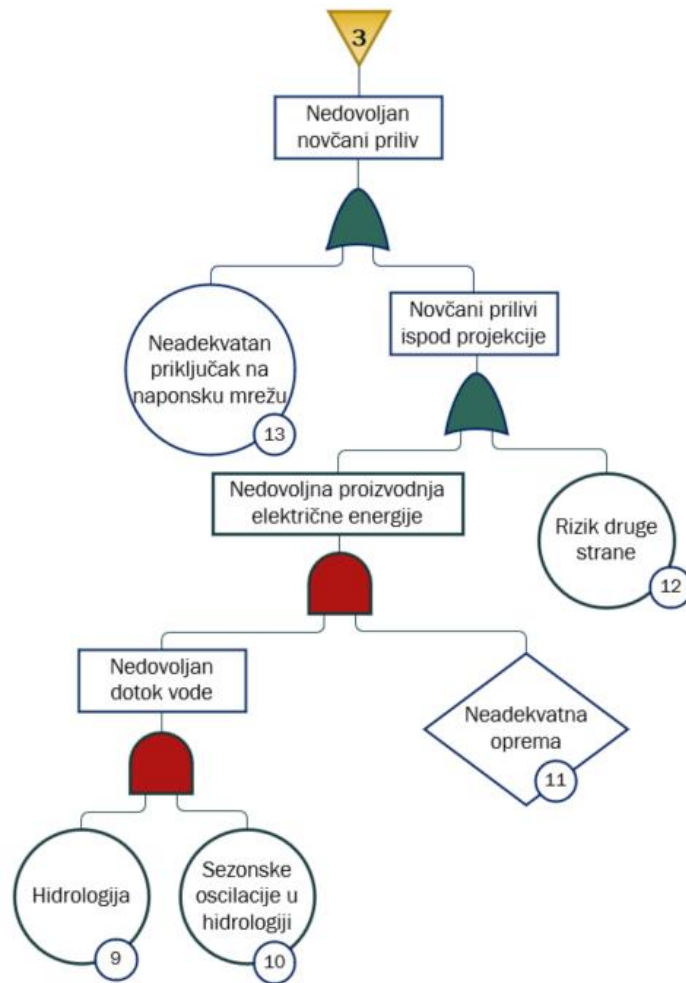 3
Nedovoljan
novčani priliv
Neadekvatan
priključak na
naponsku mrežu
13
Novčani prilivi
ispod projekcije
Nedovoljna proizvodnja
električne energije
Rizik druge
strane
12
Nedovoljan
dotok vode
Neadekvatna
oprema
11
Hidrologija
9
Sezonske
oscilacije u
hidrologiji
10